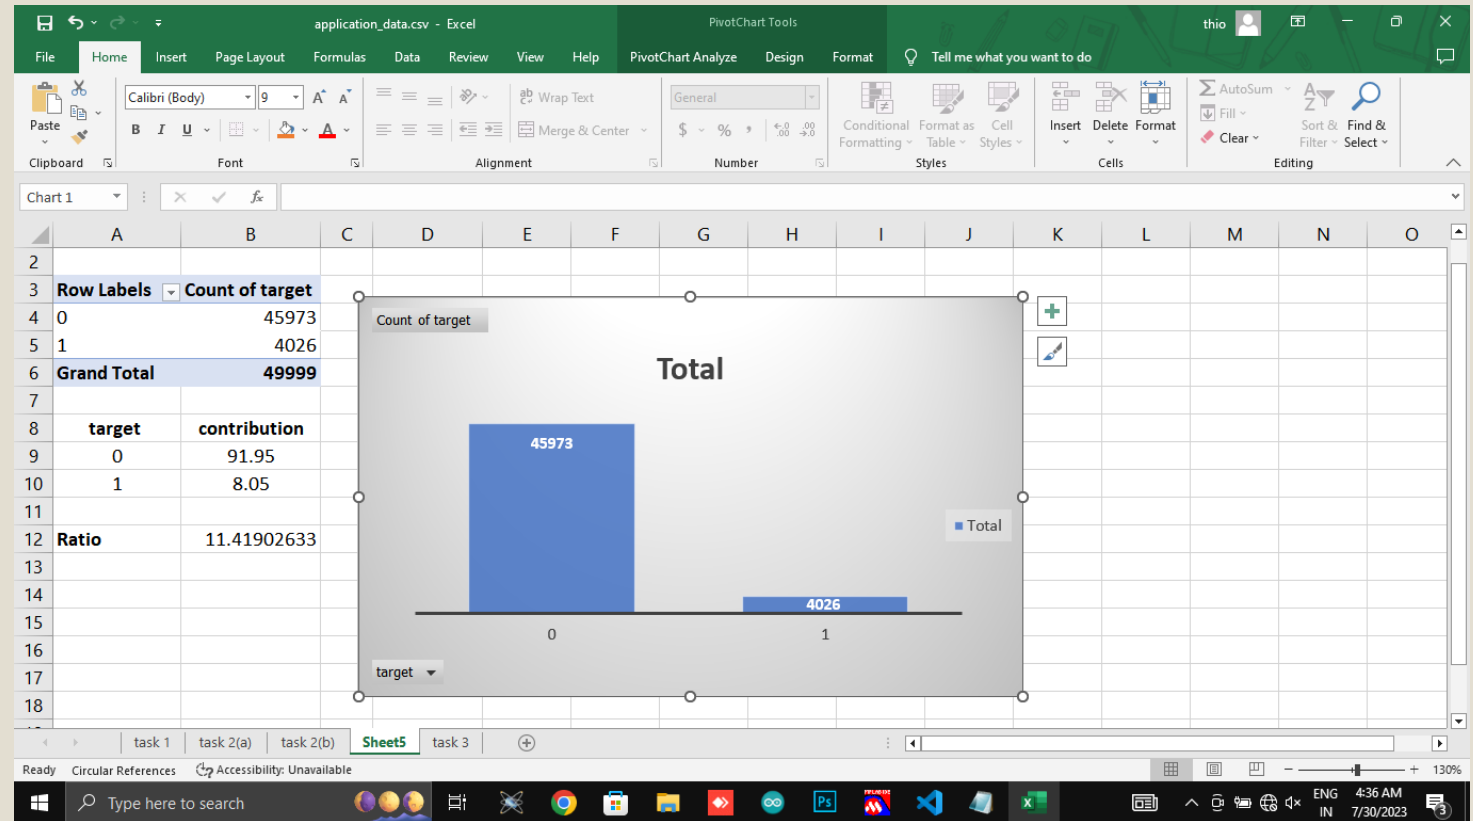 application_data.csv - Excel
PivotChart Tools
thio
File Home Insert Page Layout Formulas Data Review View Help PivotChart Analyze Design Format Tell me what you want to do
Paste
Calibri (Body) 9 A A
B I U A
Wrap Text
Merge & Center
General
$ % ,
Conditional Formatting
Format as Table
Cell Styles
Insert Delete Format
AutoSum
Fill
Clear
Sort & Filter
Find & Select
Clipboard Font Alignment Number Styles Cells Editing
Chart 1 fx
A B C D E F G H I J K L M N O
2
3 Row Labels Count of target
4 0 45973
5 1 4026
6 Grand Total 49999
7
8 target contribution
9 0 91.95
10 1 8.05
11
12 Ratio 11.41902633
13
14
15
16
17
18
Count of target
Total
45973
4026
Total
0 1
target
task 1 task 2(a) task 2(b) Sheet5 task 3
Ready Circular References Accessibility: Unavailable 130%
Type here to search
Ps
ENG
IN
4:36 AM
7/30/2023
3